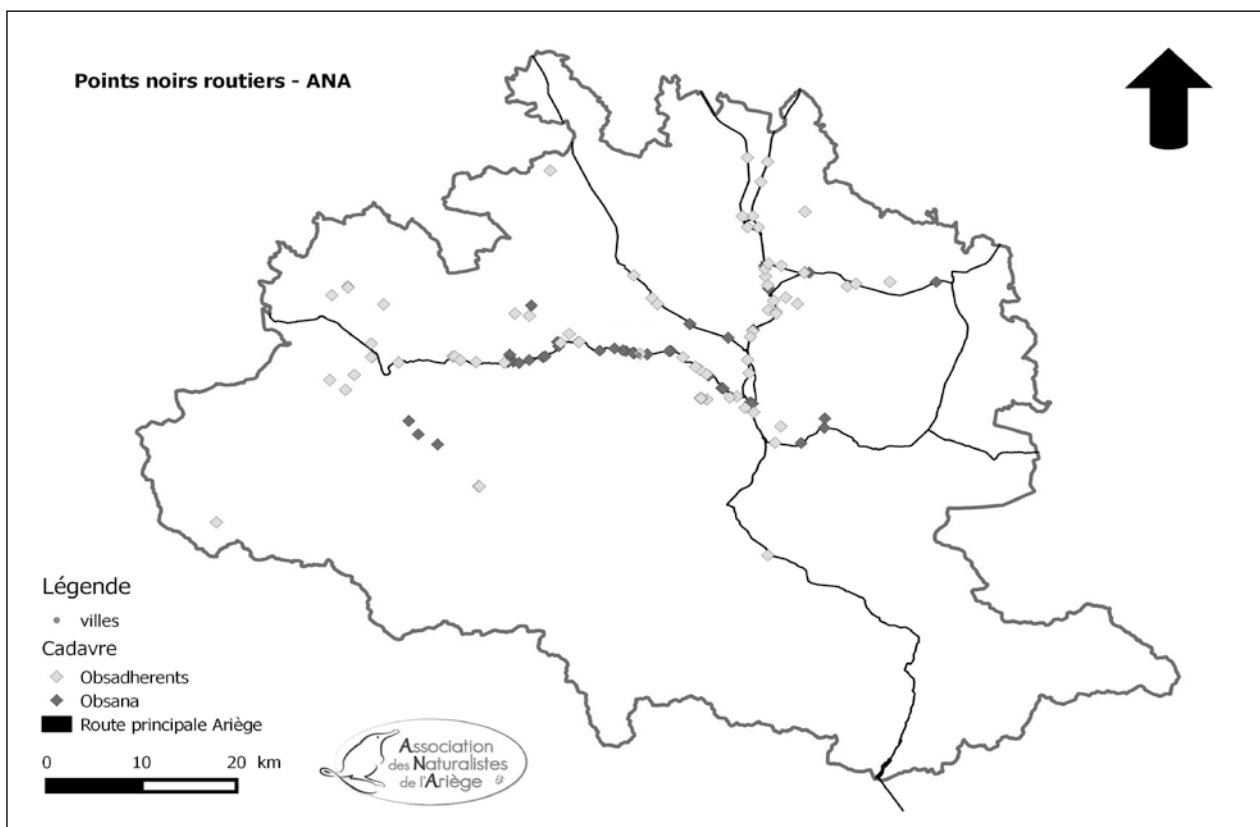 Points noirs routiers - ANA
Légende
villes
Cadavre
Obsadherents
Obsana
Route principale Ariège
0 10 20 km
Association
des Naturalistes
de l'Ariège